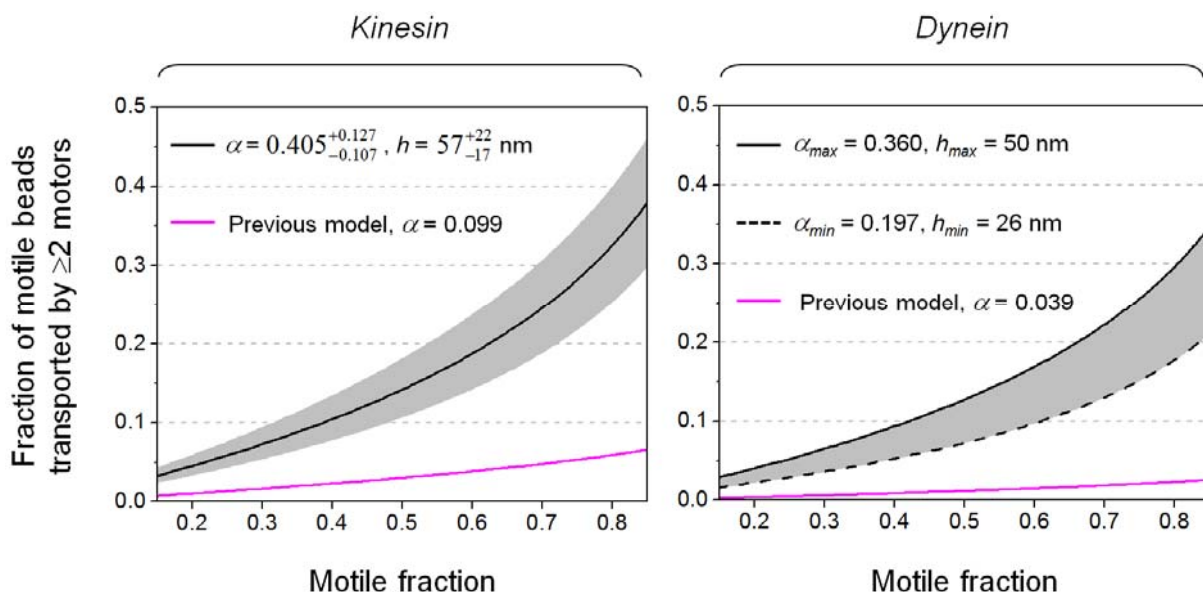 Kinesin
Dynein
Fraction of motile beads
transported by ≥2 motors
0.5
0.4
0.3
0.2
0.1
0.0
α = 0.405 +0.127 −0.107 , h = 57 +22 −17 nm
Previous model, α = 0.099
0.2 0.3 0.4 0.5 0.6 0.7 0.8
Motile fraction
0.5
0.4
0.3
0.2
0.1
0.0
αmax = 0.360, hmax = 50 nm
αmin = 0.197, hmin = 26 nm
Previous model, α = 0.039
0.2 0.3 0.4 0.5 0.6 0.7 0.8
Motile fraction